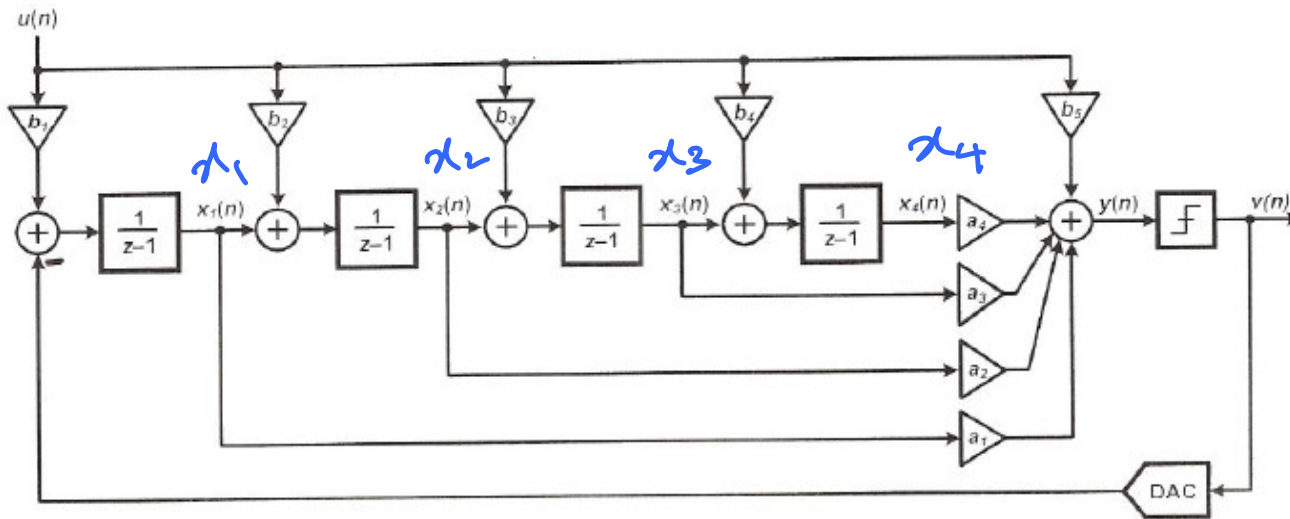 u(n)
b₁ b₂ b₃ b₄ b₅
x₁ x₂ x₃ x₄
+ 1/(z–1) x₁(n) + 1/(z–1) x₂(n) + 1/(z–1) x₃(n) + 1/(z–1) x₄(n) a₄ + y(n) v(n)
–
a₃
a₂
a₁
DAC